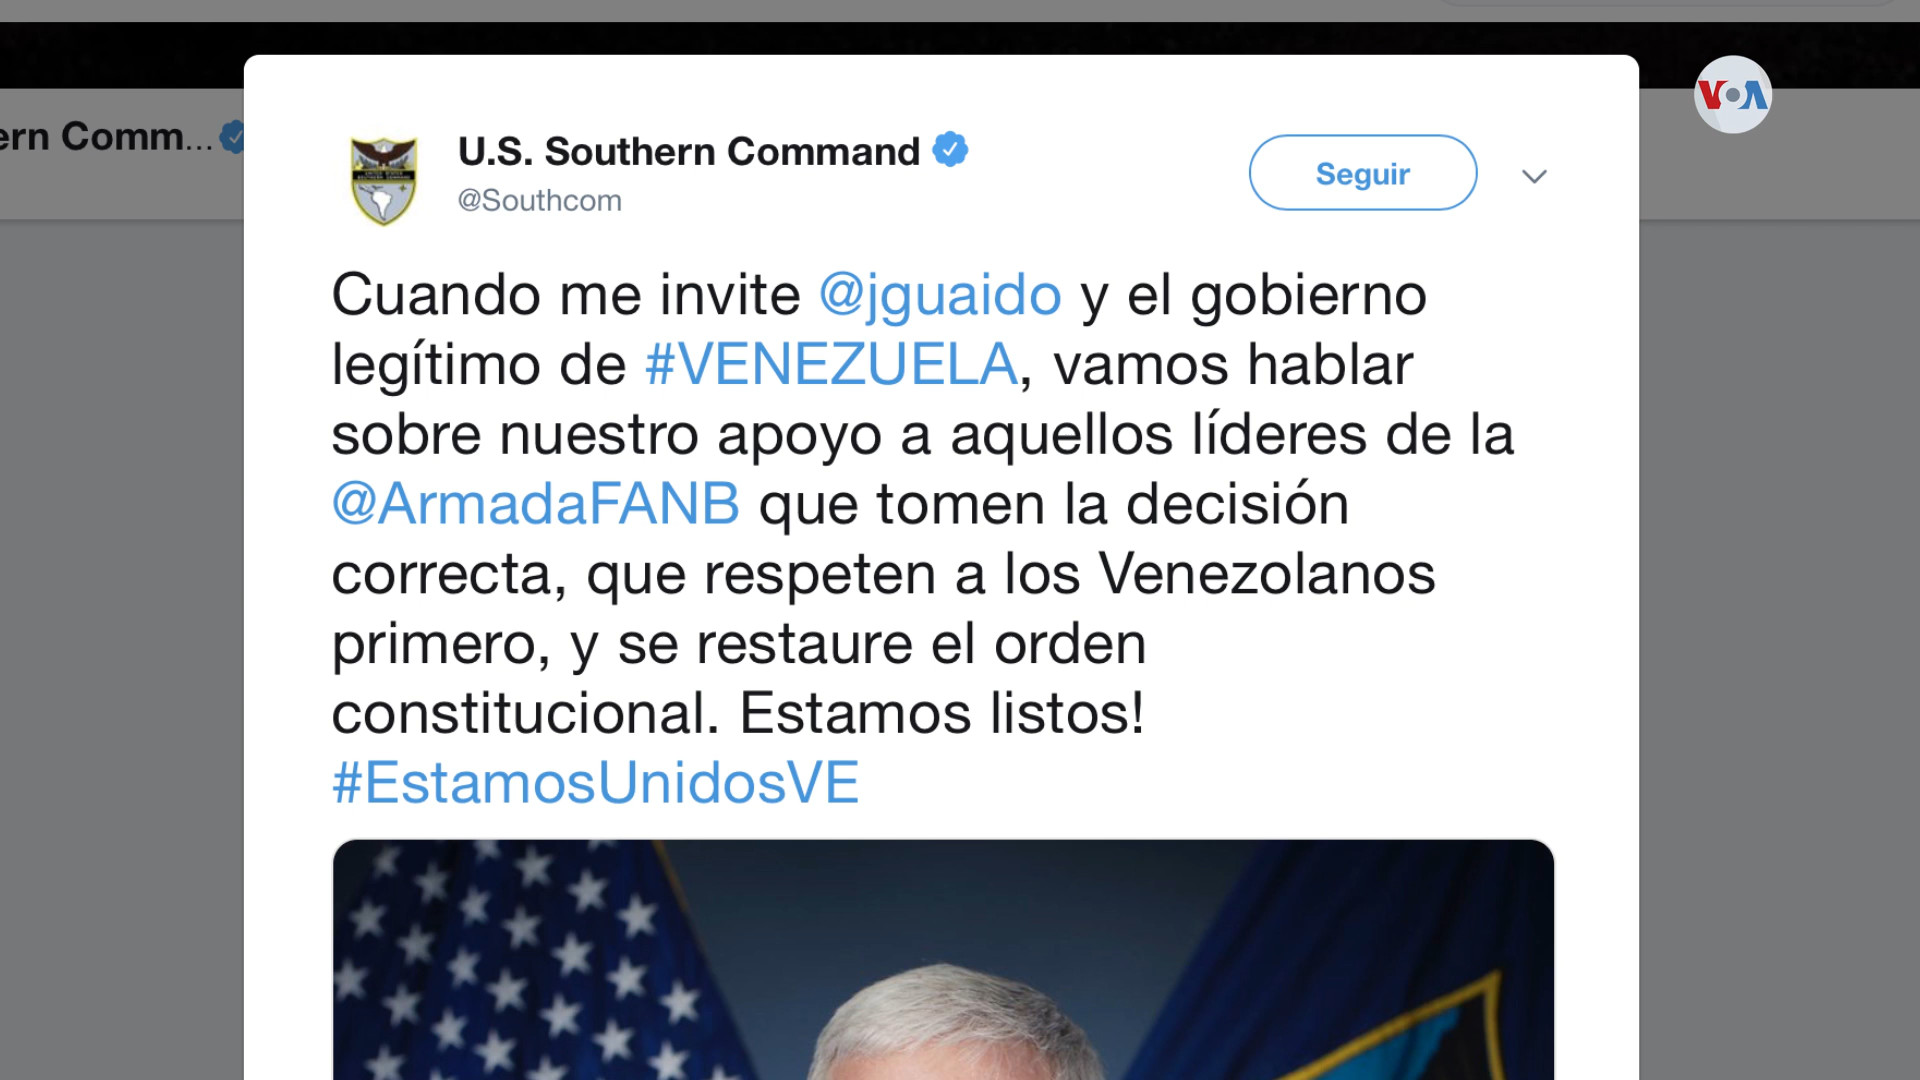 VOA
ern Comm...
U.S. Southern Command
@Southcom
Seguir
Cuando me invite @jguaido y el gobierno
legítimo de #VENEZUELA, vamos hablar
sobre nuestro apoyo a aquellos líderes de la
@ArmadaFANB que tomen la decisión
correcta, que respeten a los Venezolanos
primero, y se restaure el orden
constitucional. Estamos listos!
#EstamosUnidosVE